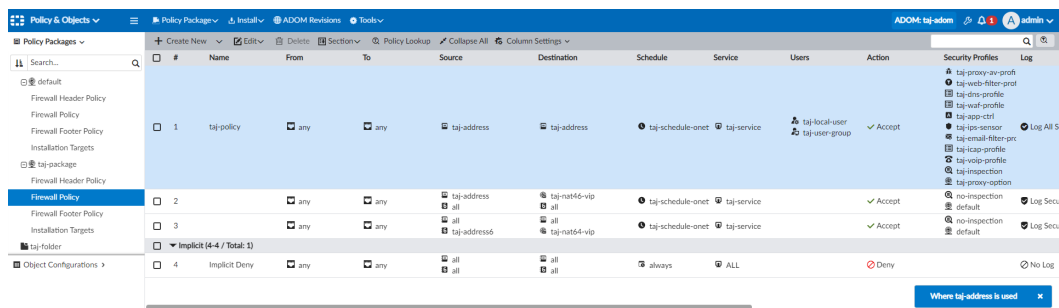 Policy & Objects
Policy Package Install ADOM Revisions Tools
ADOM: taj-adom 1 A admin
Policy Packages
+ Create New Edit Delete Section Policy Lookup Collapse All Column Settings
Search...
# Name From To Source Destination Schedule Service Users Action Security Profiles Log
default
Firewall Header Policy
Firewall Policy
Firewall Footer Policy
Installation Targets
taj-package
Firewall Header Policy
Firewall Policy
Firewall Footer Policy
Installation Targets
taj-folder
Object Configurations >
1 taj-policy any any taj-address taj-address taj-schedule-onet taj-service
taj-local-user
taj-user-group
Accept
taj-proxy-av-profi
taj-web-filter-prof
taj-dns-profile
taj-waf-profile
taj-app-ctrl
taj-ips-sensor
taj-email-filter-pro
taj-icap-profile
taj-voip-profile
taj-inspection
taj-proxy-option
Log All S
2 any any
taj-address
all
taj-nat46-vip
all
taj-schedule-onet taj-service Accept
no-inspection
default
Log Secu
3 any any
all
taj-address6
all
taj-nat64-vip
taj-schedule-onet taj-service Accept
no-inspection
default
Log Secu
Implicit (4-4 / Total: 1)
4 Implicit Deny any any
all
all
all
all
always ALL Deny No Log
Where taj-address is used x